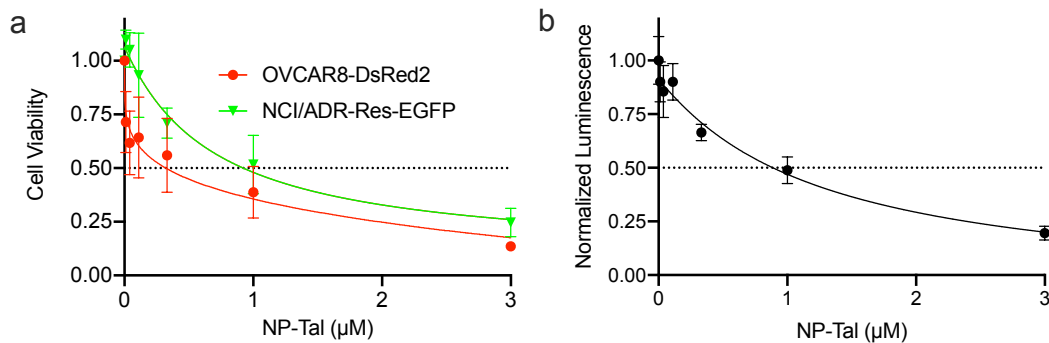 a
Cell Viability
1.00
0.75
0.50
0.25
0.00
OVCAR8-DsRed2
NCI/ADR-Res-EGFP
0
1
2
3
NP-Tal (µM)
b
Normalized Luminescence
1.00
0.75
0.50
0.25
0.00
0
1
2
3
NP-Tal (µM)